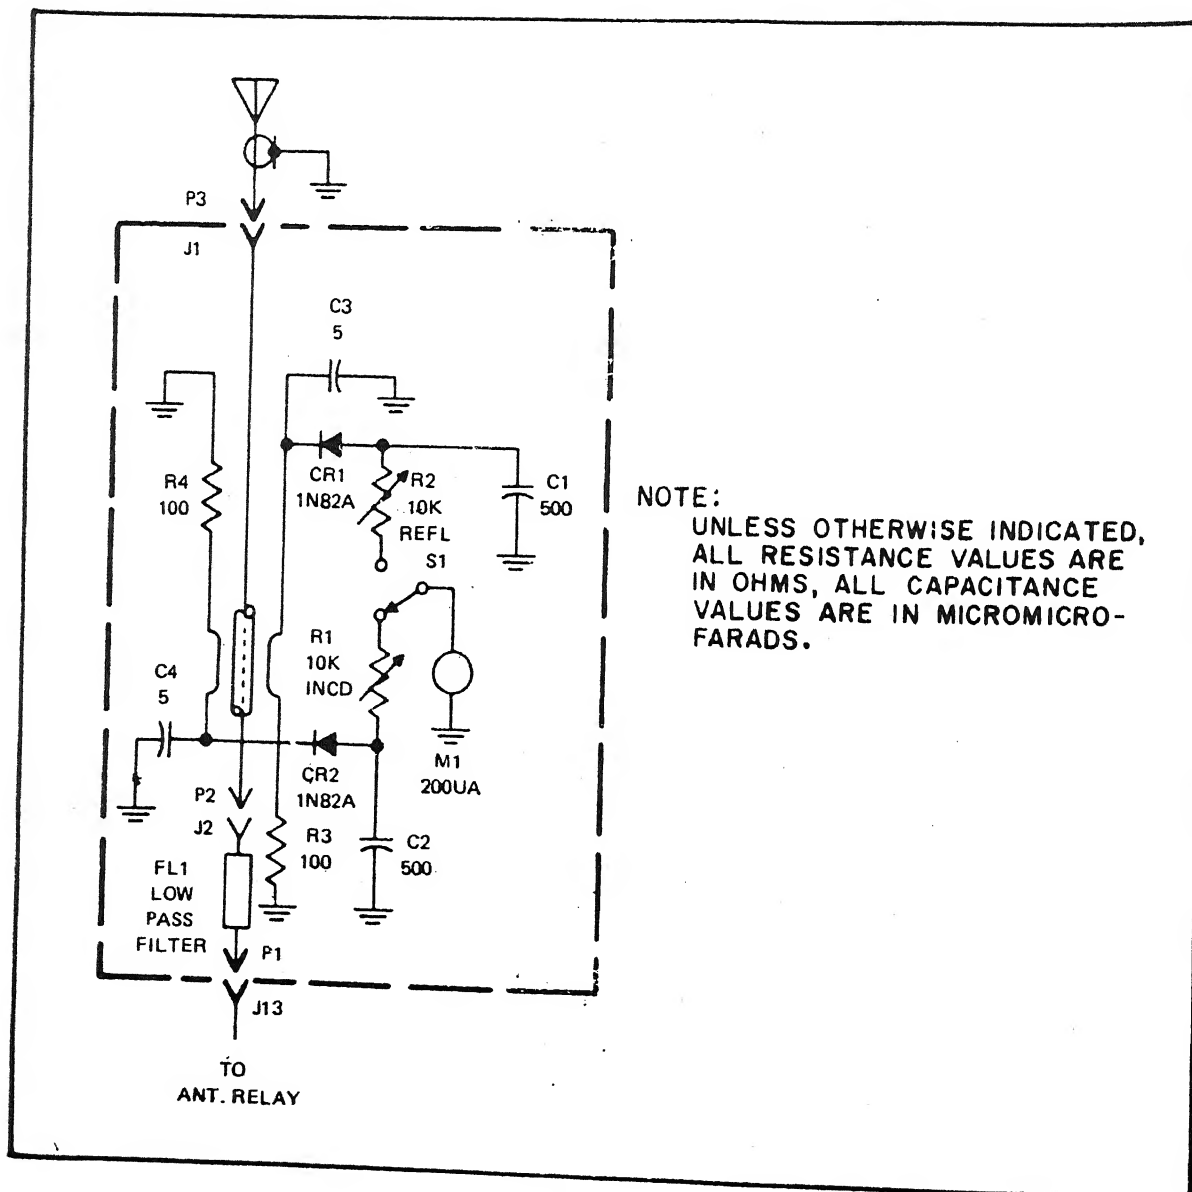 P3
J1
C3
5
R4
100
CR1
1N82A
R2
10K
REFL
C1
500
S1
R1
10K
INCD
C4
5
M1
200UA
CR2
1N82A
P2
J2
R3
100
C2
500
FL1
LOW
PASS
FILTER
P1
J13
TO
ANT. RELAY
NOTE:
UNLESS OTHERWISE INDICATED,
ALL RESISTANCE VALUES ARE
IN OHMS, ALL CAPACITANCE
VALUES ARE IN MICROMICRO-
FARADS.